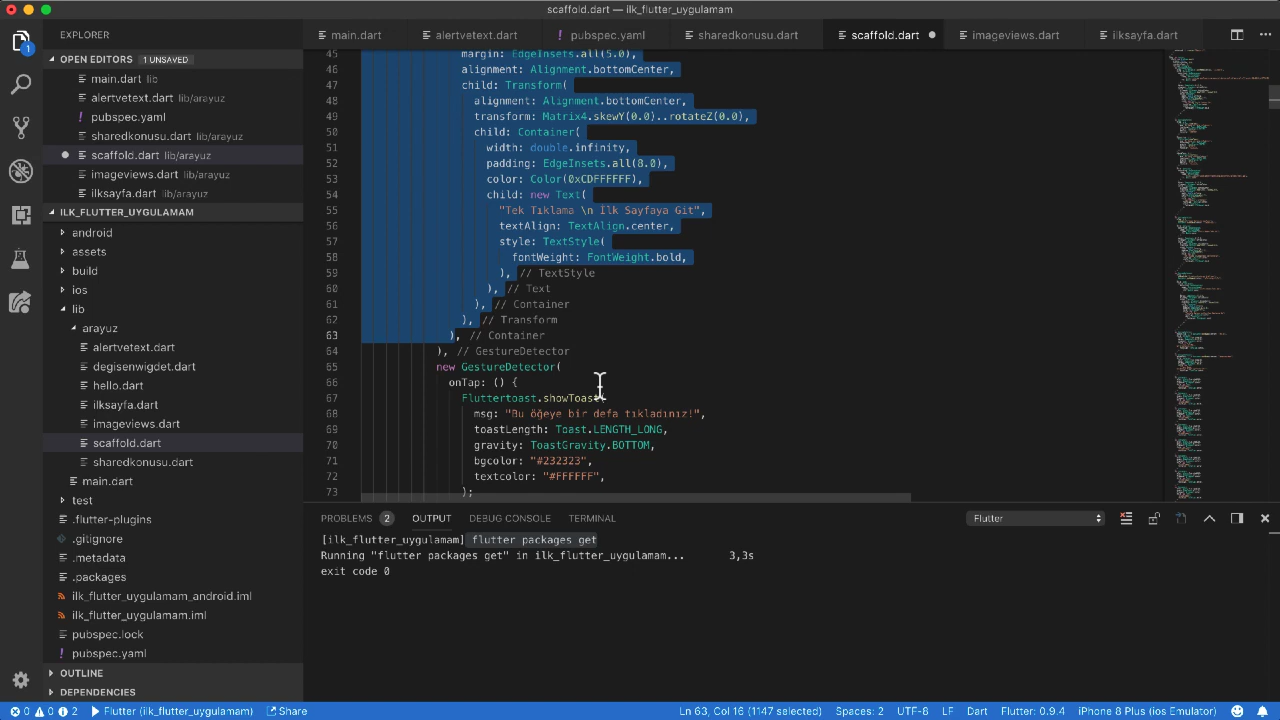 scaffold.dart — ilk_flutter_uygulamam
1
EXPLORER
main.dart
alertvetext.dart
! pubspec.yaml
sharedkonusu.dart
scaffold.dart
imageviews.dart
ilksayfa.dart
OPEN EDITORS 1 UNSAVED
main.dart lib
alertvetext.dart lib/arayuz
! pubspec.yaml
sharedkonusu.dart lib/arayuz
scaffold.dart lib/arayuz
imageviews.dart lib/arayuz
ilksayfa.dart lib/arayuz
ILK_FLUTTER_UYGULAMAM
android
assets
build
ios
lib
arayuz
alertvetext.dart
degisenwigdet.dart
hello.dart
ilksayfa.dart
imageviews.dart
scaffold.dart
sharedkonusu.dart
main.dart
test
.flutter-plugins
.gitignore
.metadata
.packages
ilk_flutter_uygulamam_android.iml
ilk_flutter_uygulamam.iml
pubspec.lock
! pubspec.yaml
OUTLINE
DEPENDENCIES
45 margin: EdgeInsets.all(5.0),
46 alignment: Alignment.bottomCenter,
47 child: Transform(
48 alignment: Alignment.bottomCenter,
49 transform: Matrix4.skewY(0.0)..rotateZ(0.0),
50 child: Container(
51 width: double.infinity,
52 padding: EdgeInsets.all(8.0),
53 color: Color(0xCDFFFFFF),
54 child: new Text(
55 "Tek Tıklama \n İlk Sayfaya Git",
56 textAlign: TextAlign.center,
57 style: TextStyle(
58 fontWeight: FontWeight.bold,
59 ), // TextStyle
60 ), // Text
61 ), // Container
62 ), // Transform
63 ), // Container
64 ), // GestureDetector
65 new GestureDetector(
66 onTap: () {
67 Fluttertoast.showToast(
68 msg: "Bu öğeye bir defa tıkladınız!",
69 toastLength: Toast.LENGTH_LONG,
70 gravity: ToastGravity.BOTTOM,
71 bgcolor: "#232323",
72 textcolor: "#FFFFFF",
73 );
PROBLEMS 2 OUTPUT DEBUG CONSOLE TERMINAL Flutter
[ilk_flutter_uygulamam] flutter packages get
Running "flutter packages get" in ilk_flutter_uygulamam... 3,3s
exit code 0
0 0 2 Flutter (ilk_flutter_uygulamam) Share Ln 63, Col 16 (1147 selected) Spaces: 2 UTF-8 LF Dart Flutter: 0.9.4 iPhone 8 Plus (ios Emulator)